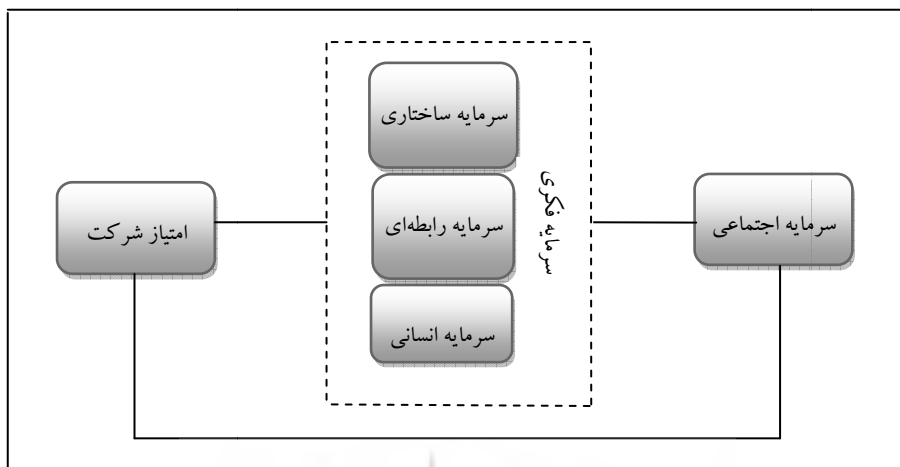 سرمایه ساختاری
سرمایه فکری
سرمایه اجتماعی
سرمایه رابطه‌ای
امتیاز شرکت
سرمایه انسانی